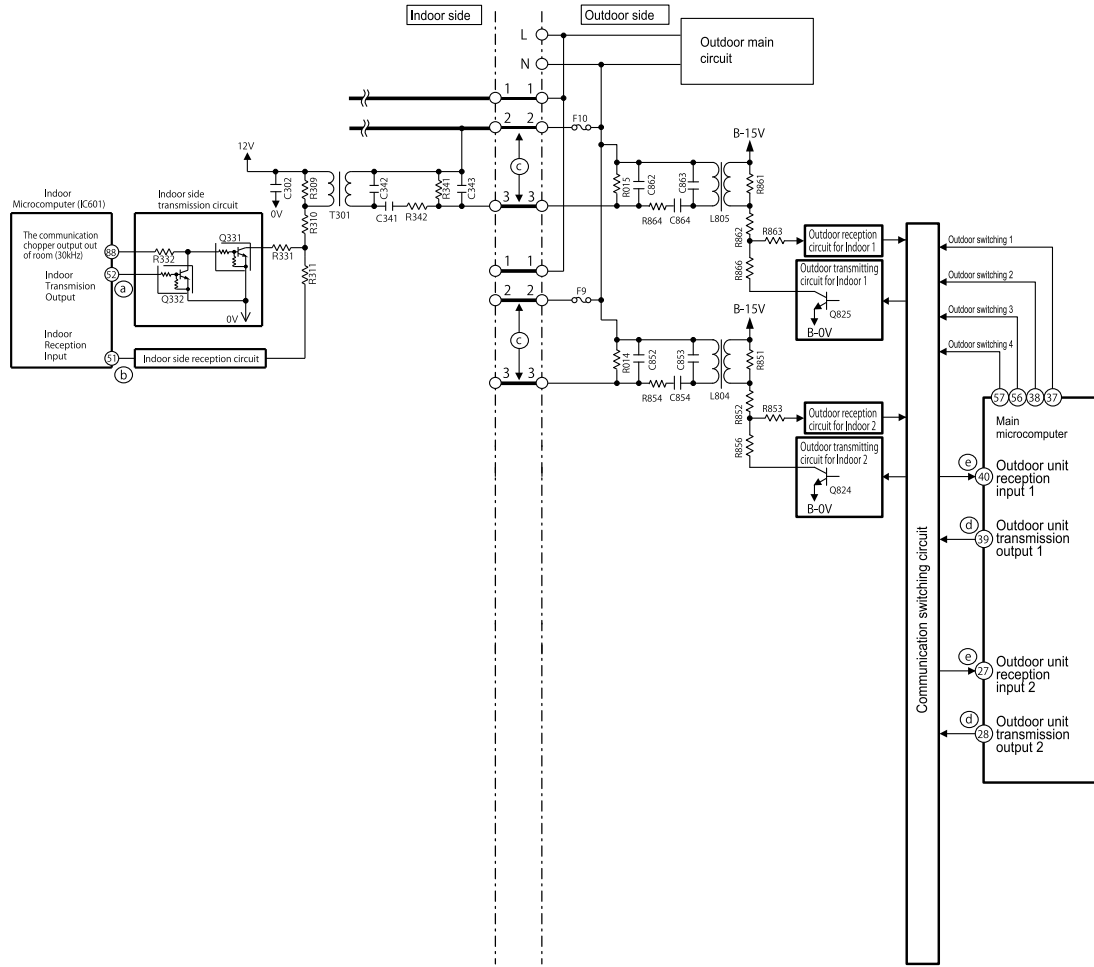 Indoor side
Outdoor side
L
N
Outdoor main
circuit
1 1
2 2
F10
c
3 3
12V
C302
0V
R309
R310
T301
C342
C341
R342
R341
C343
R331
R311
Indoor
Microcomputer (IC601)
The communication
chopper output out
of room (30kHz)
88
Indoor
Transmision
Output
52
a
Indoor
Reception
Input
51
b
Indoor side
transmission circuit
Q331
R332
Q332
0V
Indoor side reception circuit
1 1
2 2
F9
c
3 3
B-15V
R015
C862
C863
R864
C864
L805
R861
R862
R863
R866
Outdoor reception
circuit for Indoor 1
Outdoor transmitting
circuit for Indoor 1
Q825
B-0V
B-15V
R014
C852
C853
R854
C854
L804
R851
R852
R853
R856
Outdoor reception
circuit for Indoor 2
Outdoor transmitting
circuit for Indoor 2
Q824
B-0V
Communication switching circuit
Outdoor switching 1
Outdoor switching 2
Outdoor switching 3
Outdoor switching 4
57 56 38 37
Main
microcomputer
e
40
Outdoor unit
reception
input 1
d
39
Outdoor unit
transmission
output 1
e
27
Outdoor unit
reception
input 2
d
28
Outdoor unit
transmission
output 2